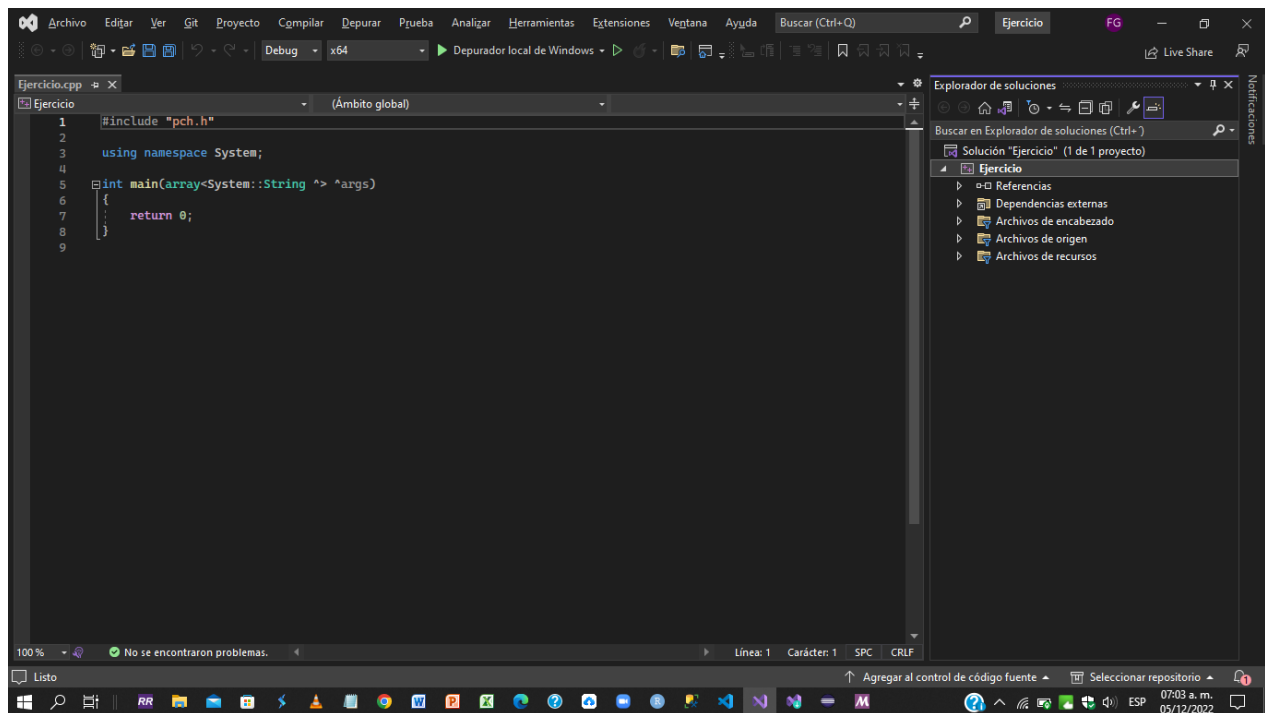 Archivo Editar Ver Git Proyecto Compilar Depurar Prueba Analizar Herramientas Extensiones Ventana Ayuda Buscar (Ctrl+Q) Ejercicio FG
Debug x64 Depurador local de Windows Live Share
Ejercicio.cpp
Ejercicio (Ámbito global)
1 #include "pch.h"
2
3 using namespace System;
4
5 int main(array<System::String ^> ^args)
6 {
7 return 0;
8 }
9
100 % No se encontraron problemas. Línea: 1 Carácter: 1 SPC CRLF
Explorador de soluciones
Buscar en Explorador de soluciones (Ctrl+´)
Solución "Ejercicio" (1 de 1 proyecto)
Ejercicio
Referencias
Dependencias externas
Archivos de encabezado
Archivos de origen
Archivos de recursos
Notificaciones
Listo Agregar al control de código fuente Seleccionar repositorio 1
RR ESP 07:03 a. m.
05/12/2022